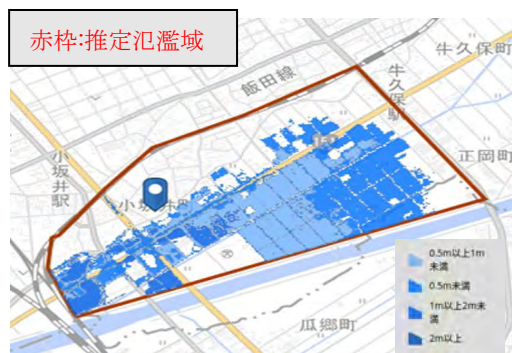 赤枠:推定氾濫域
牛久保町
飯田線
牛久保駅
正岡町
小坂井駅
瓜郷町
0.5m以上1m
未満
0.5m未満
1m以上2m未
満
2m以上